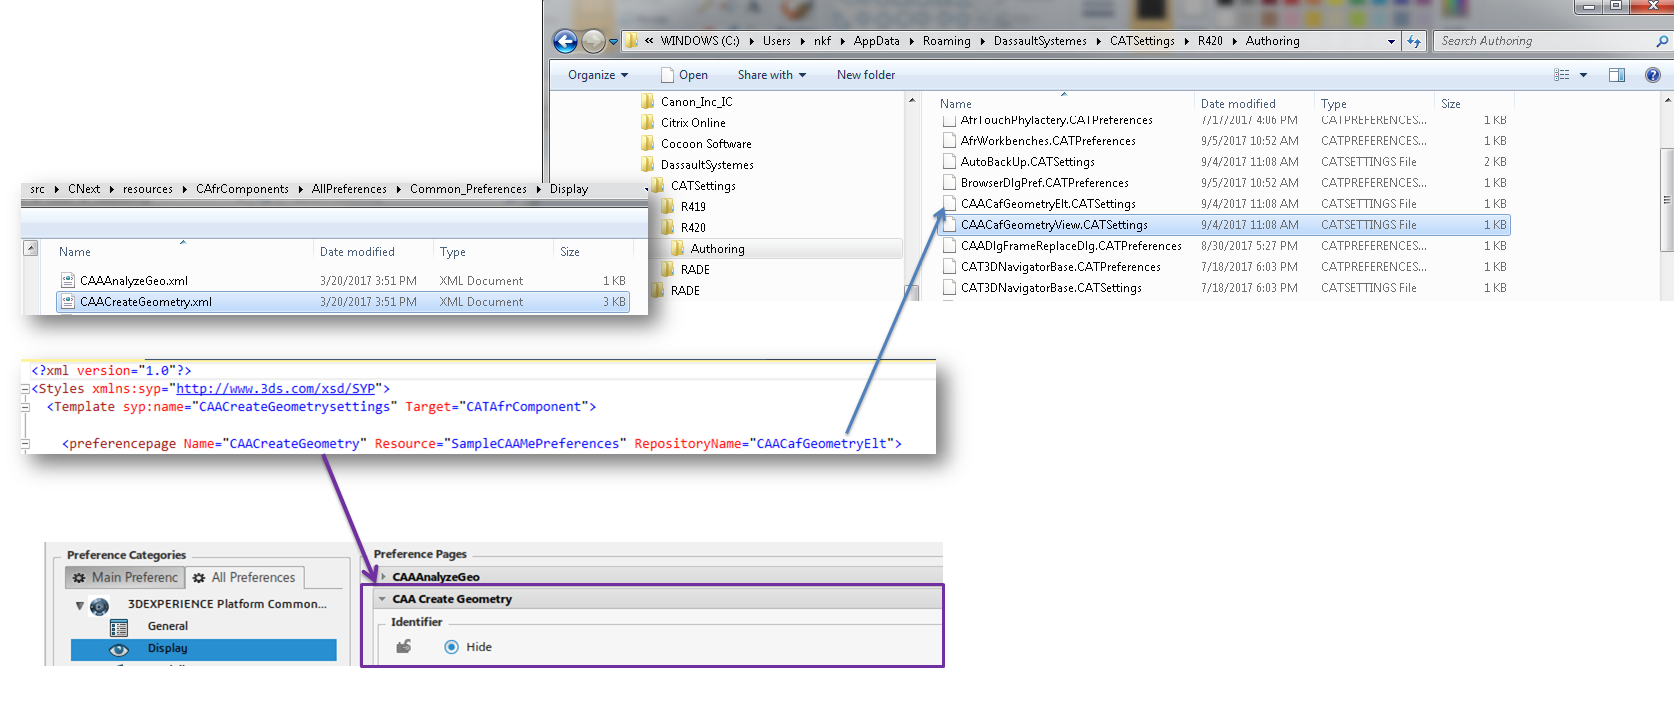 « WINDOWS (C:) ▸ Users ▸ nkf ▸ AppData ▸ Roaming ▸ DassaultSystemes ▸ CATSettings ▸ R420 ▸ Authoring
Search Authoring
Organize ▾ Open Share with ▾ New folder
Canon_Inc_IC
Citrix Online
Cocoon Software
DassaultSystemes
CATSettings
R419
R420
Authoring
RADE
RADE
Name Date modified Type Size
AfrTouchPhylactery.CATPreferences 7/17/2017 4:06 PM CATPREFERENCES... 1 KB
AfrWorkbenches.CATPreferences 9/5/2017 10:52 AM CATPREFERENCES... 1 KB
AutoBackUp.CATSettings 9/4/2017 11:08 AM CATSETTINGS File 2 KB
BrowserDlgPref.CATPreferences 9/5/2017 10:52 AM CATPREFERENCES... 1 KB
CAACafGeometryElt.CATSettings 9/4/2017 11:08 AM CATSETTINGS File 1 KB
CAACafGeometryView.CATSettings 9/4/2017 11:08 AM CATSETTINGS File 1 KB
CAADlgFrameReplaceDlg.CATPreferences 8/30/2017 5:27 PM CATPREFERENCES... 1 KB
CAT3DNavigatorBase.CATPreferences 7/18/2017 6:03 PM CATPREFERENCES... 1 KB
CAT3DNavigatorBase.CATSettings 7/18/2017 6:03 PM CATSETTINGS File 1 KB
src ▸ CNext ▸ resources ▸ CAfrComponents ▸ AllPreferences ▸ Common_Preferences ▸ Display
Name Date modified Type Size
CAAAnalyzeGeo.xml 3/20/2017 3:51 PM XML Document 1 KB
CAACreateGeometry.xml 3/20/2017 3:51 PM XML Document 3 KB
<?xml version="1.0"?>
<Styles xmlns:syp="http://www.3ds.com/xsd/SYP">
<Template syp:name="CAACreateGeometrysettings" Target="CATAfrComponent">
<preferencepage Name="CAACreateGeometry" Resource="SampleCAAMePreferences" RepositoryName="CAACafGeometryElt">
Preference Categories
Main Preferenc All Preferences
3DEXPERIENCE Platform Common...
General
Display
Preference Pages
CAAAnalyzeGeo
CAA Create Geometry
Identifier
Hide